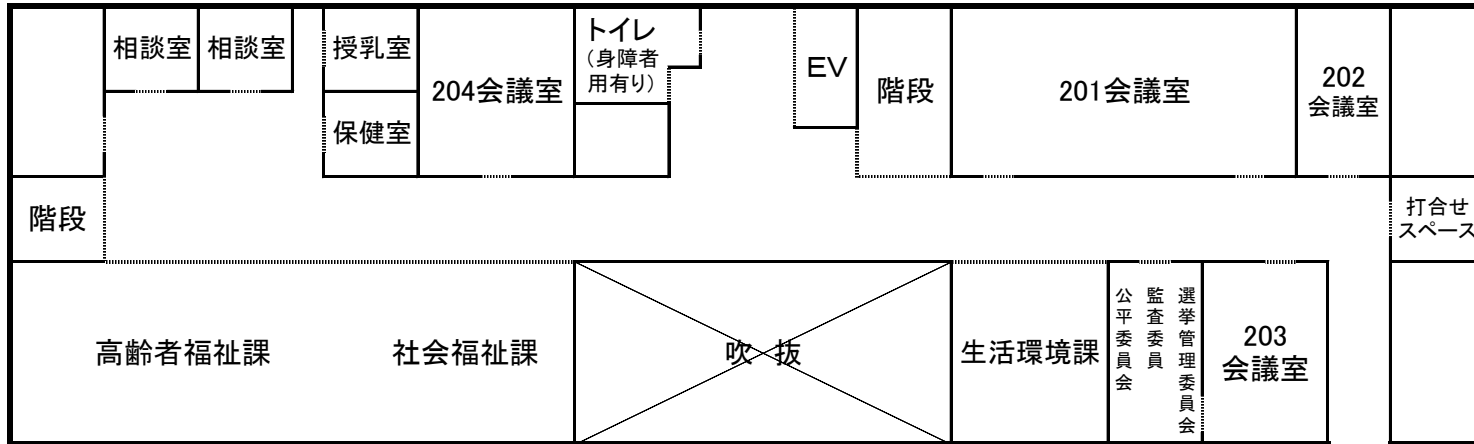 相談室
相談室
授乳室
保健室
204会議室
トイレ
（身障者
用有り）
EV
階段
201会議室
202
会議室
階段
打合せ
スペース
高齢者福祉課
社会福祉課
吹 抜
生活環境課
選挙管理委員会
監査委員
公平委員会
203
会議室